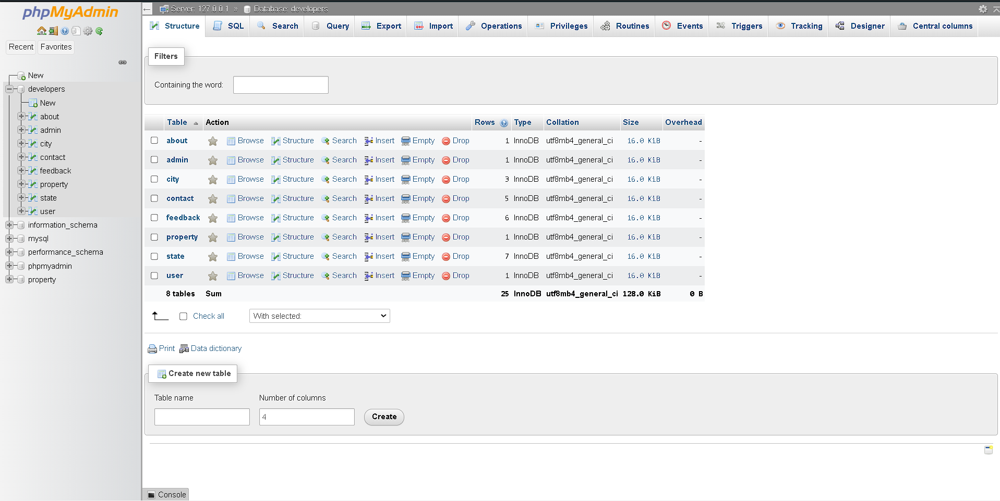 phpMyAdmin
Recent Favorites
New
developers
New
about
admin
city
contact
feedback
property
state
user
information_schema
mysql
performance_schema
phpmyadmin
property
Server: 127.0.0.1 » Database: developers
Structure SQL Search Query Export Import Operations Privileges Routines Events Triggers Tracking Designer Central columns
Filters
Containing the word:
Table Action Rows Type Collation Size Overhead
about Browse Structure Search Insert Empty Drop 1 InnoDB utf8mb4_general_ci 16.0 KiB -
admin Browse Structure Search Insert Empty Drop 1 InnoDB utf8mb4_general_ci 16.0 KiB -
city Browse Structure Search Insert Empty Drop 3 InnoDB utf8mb4_general_ci 16.0 KiB -
contact Browse Structure Search Insert Empty Drop 5 InnoDB utf8mb4_general_ci 16.0 KiB -
feedback Browse Structure Search Insert Empty Drop 6 InnoDB utf8mb4_general_ci 16.0 KiB -
property Browse Structure Search Insert Empty Drop 1 InnoDB utf8mb4_general_ci 16.0 KiB -
state Browse Structure Search Insert Empty Drop 7 InnoDB utf8mb4_general_ci 16.0 KiB -
user Browse Structure Search Insert Empty Drop 1 InnoDB utf8mb4_general_ci 16.0 KiB -
8 tables Sum 25 InnoDB utf8mb4_general_ci 128.0 KiB 0 B
Check all With selected:
Print Data dictionary
Create new table
Table name Number of columns
4 Create
Console